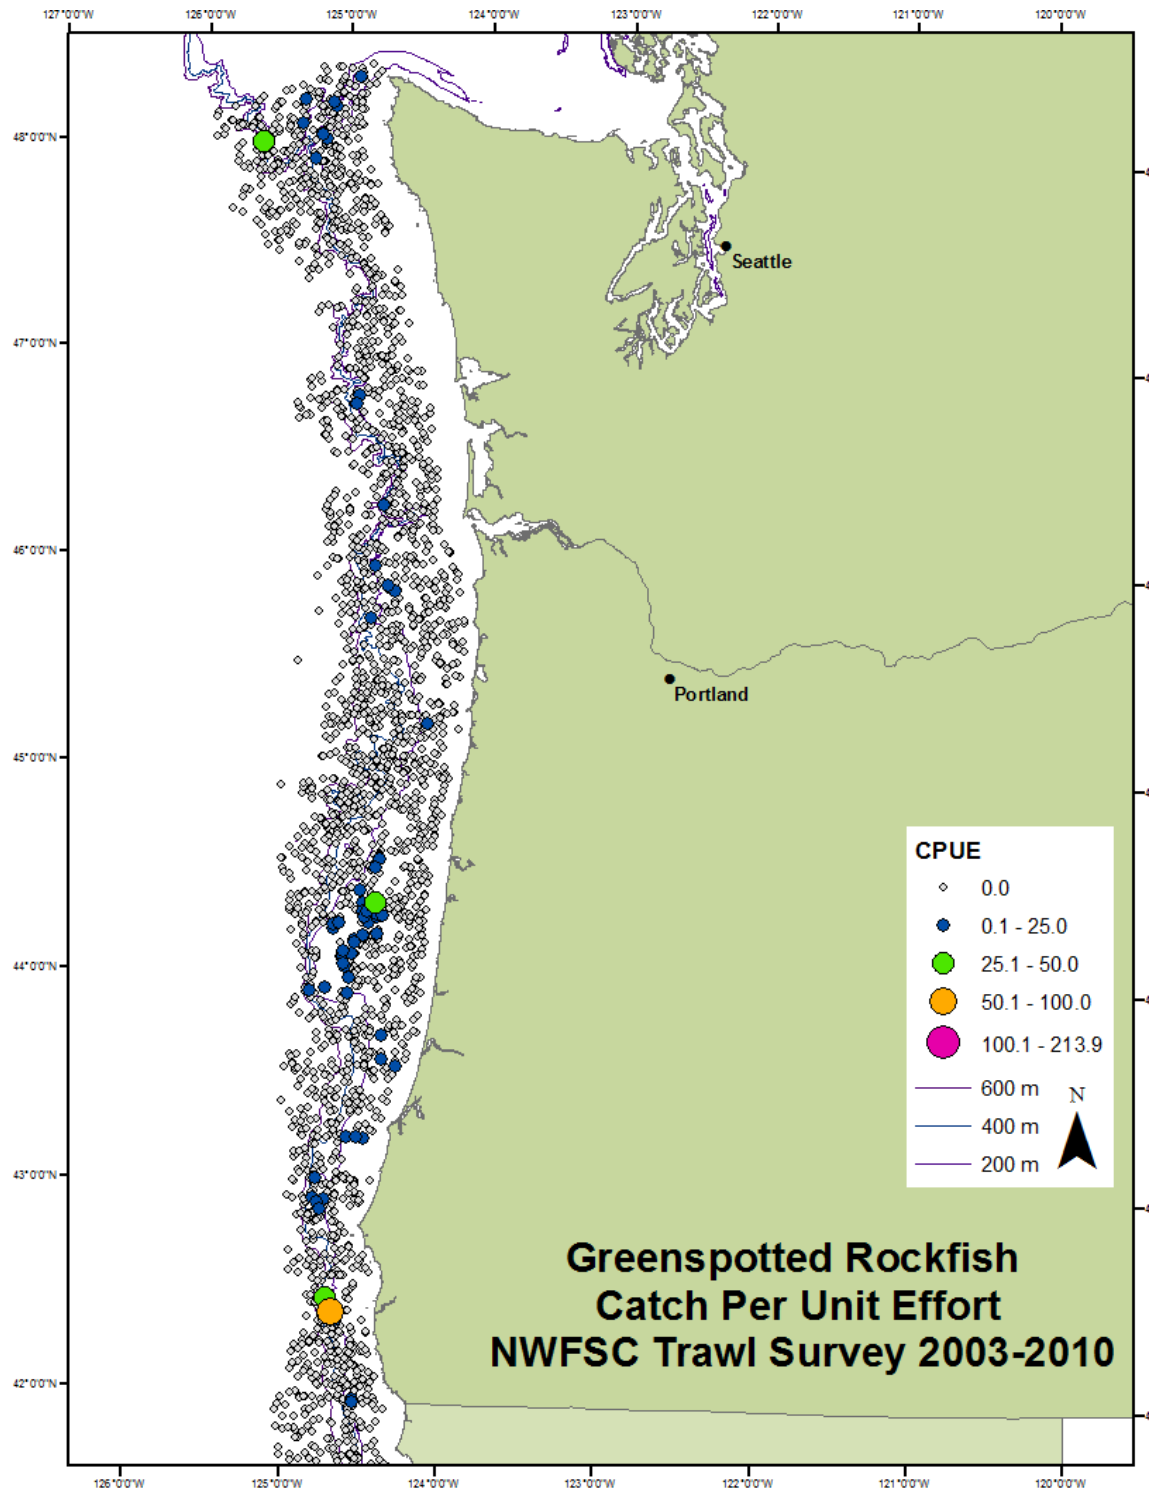 127°0'0"W 126°0'0"W 125°0'0"W 124°0'0"W 123°0'0"W 122°0'0"W 121°0'0"W 120°0'0"W
48°0'0"N
Seattle
47°0'0"N
46°0'0"N
Portland
45°0'0"N
CPUE
0.0
0.1 - 25.0
25.1 - 50.0
44°0'0"N
50.1 - 100.0
100.1 - 213.9
600 m
N
400 m
200 m
43°0'0"N
Greenspotted Rockfish
Catch Per Unit Effort
NWFSC Trawl Survey 2003-2010
42°0'0"N
126°0'0"W 125°0'0"W 124°0'0"W 123°0'0"W 122°0'0"W 121°0'0"W 120°0'0"W